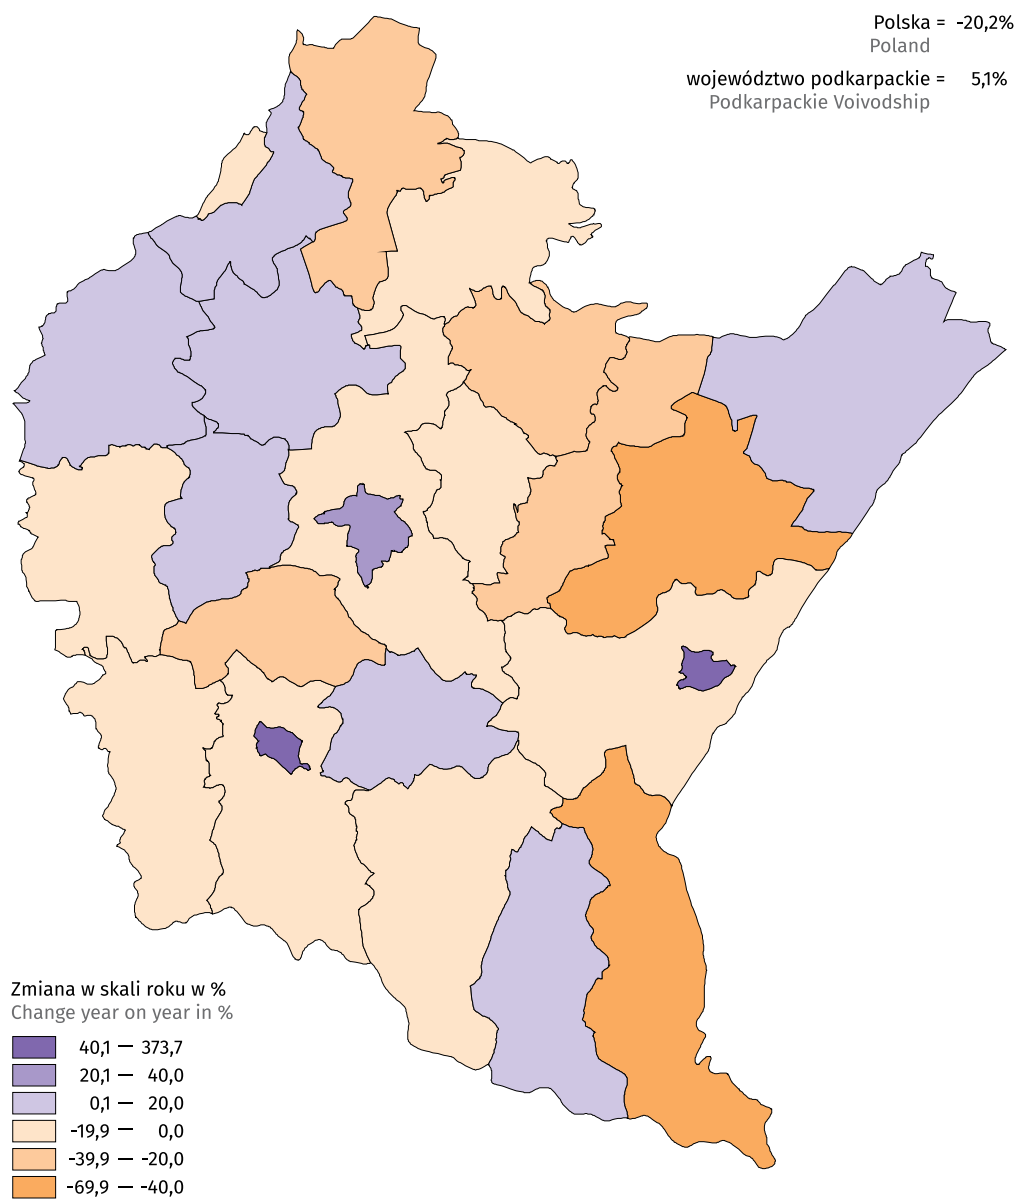 Polska = -20,2%
Poland
województwo podkarpackie = 5,1%
Podkarpackie Voivodship
Zmiana w skali roku w %
Change year on year in %
40,1 — 373,7
20,1 — 40,0
0,1 — 20,0
-19,9 — 0,0
-39,9 — -20,0
-69,9 — -40,0